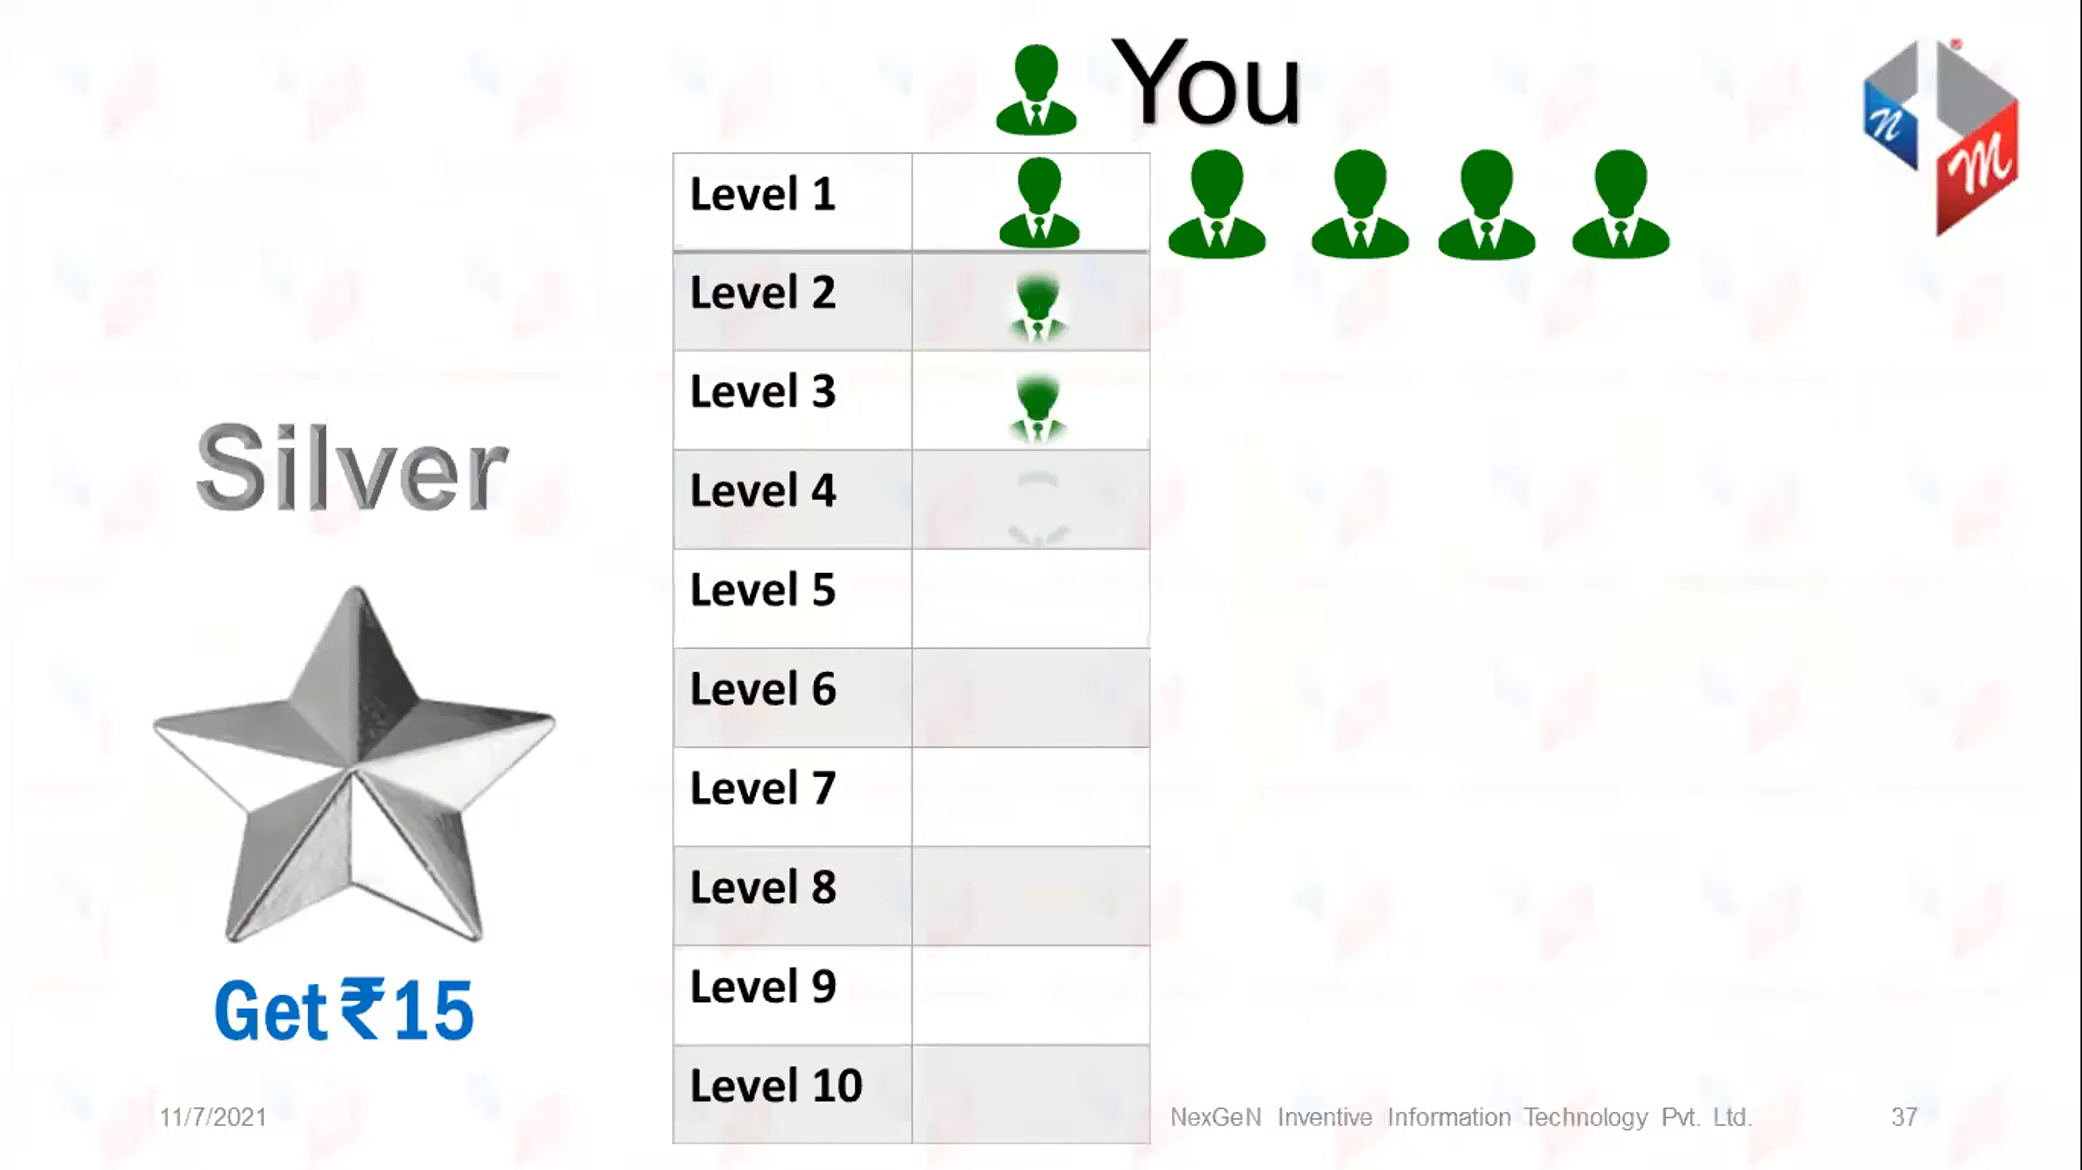 You
n
m
Level 1
Level 2
Level 3
Level 4
Level 5
Level 6
Level 7
Level 8
Level 9
Level 10
Silver
Get ₹15
11/7/2021
NexGeN Inventive Information Technology Pvt. Ltd.
37